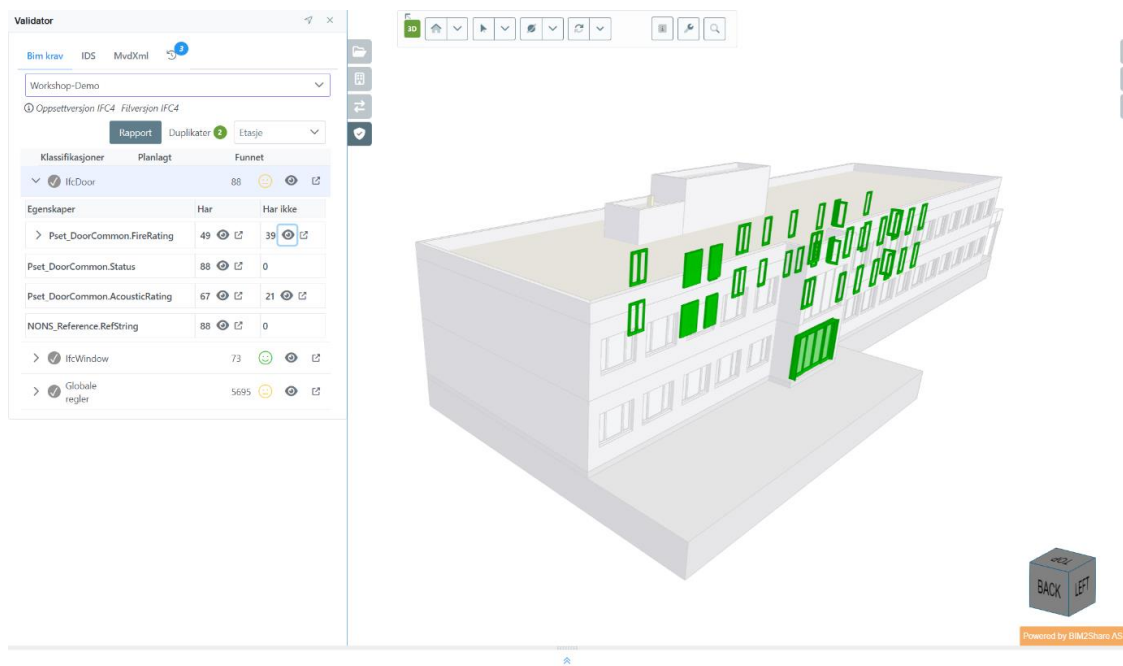 Validator
Bim krav IDS MvdXml 3
Workshop-Demo
Oppsettversjon IFC4 Filversjon IFC4
Rapport Duplikater 2 Etasje
Klassifikasjoner Planlagt Funnet
IfcDoor 88
Egenskaper Har Har ikke
Pset_DoorCommon.FireRating 49 39
Pset_DoorCommon.Status 88 0
Pset_DoorCommon.AcousticRating 67 21
NONS_Reference.RefString 88 0
IfcWindow 73
Globale
regler 5695
3D
TOP
BACK LEFT
Powered by BIM2Share AS